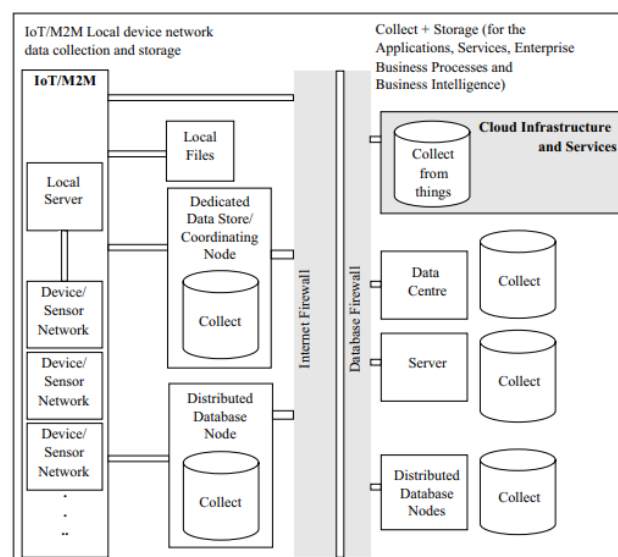 IoT/M2M Local device network
data collection and storage
Collect + Storage (for the
Applications, Services, Enterprise
Business Processes and
Business Intelligence)
IoT/M2M
Local
Files
Local
Server
Dedicated
Data Store/
Coordinating
Node
Collect
Device/
Sensor
Network
Device/
Sensor
Network
Device/
Sensor
Network
.
.
..
Distributed
Database
Node
Collect
Internet Firewall
Database Firewall
Cloud Infrastructure
and Services
Collect
from
things
Data
Centre
Collect
Server
Collect
Distributed
Database
Nodes
Collect